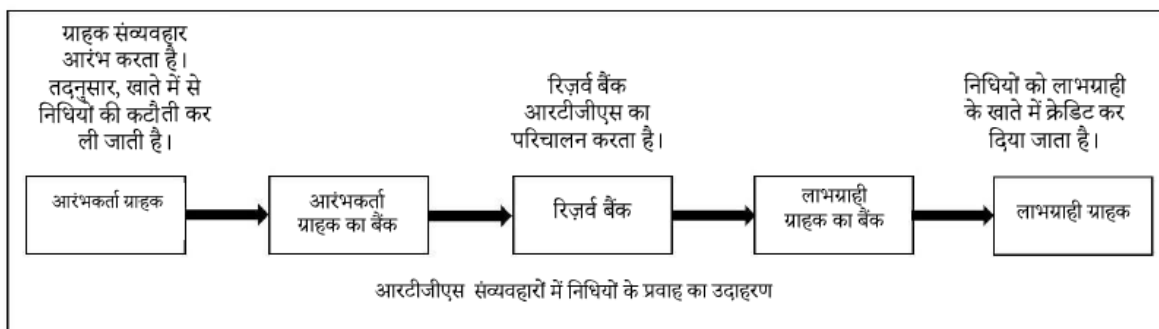 ग्राहक संव्यवहार
आरंभ करता है।
तदनुसार, खाते में से
निधियों की कटौती कर
ली जाती है।
रिज़र्व बैंक
आरटीजीएस का
परिचालन करता है।
निधियों को लाभग्राही
के खाते में क्रेडिट कर
दिया जाता है।
आरंभकर्ता ग्राहक
आरंभकर्ता
ग्राहक का बैंक
रिज़र्व बैंक
लाभग्राही
ग्राहक का बैंक
लाभग्राही ग्राहक
आरटीजीएस संव्यवहारों में निधियों के प्रवाह का उदाहरण